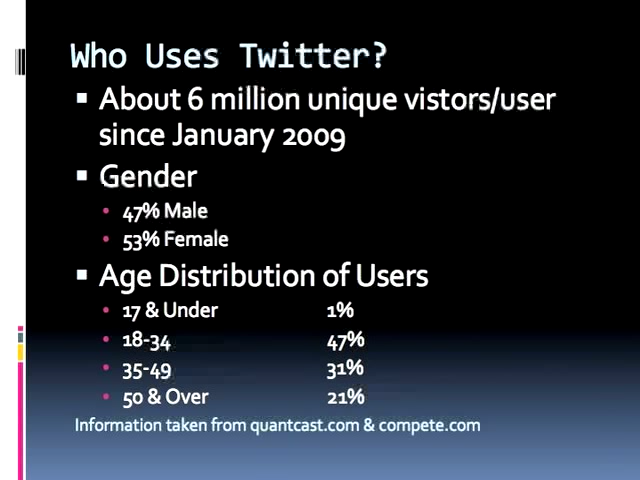 Who Uses Twitter?
About 6 million unique vistors/user
since January 2009
Gender
47% Male
53% Female
Age Distribution of Users
17 & Under 1%
18-34 47%
35-49 31%
50 & Over 21%
Information taken from quantcast.com & compete.com